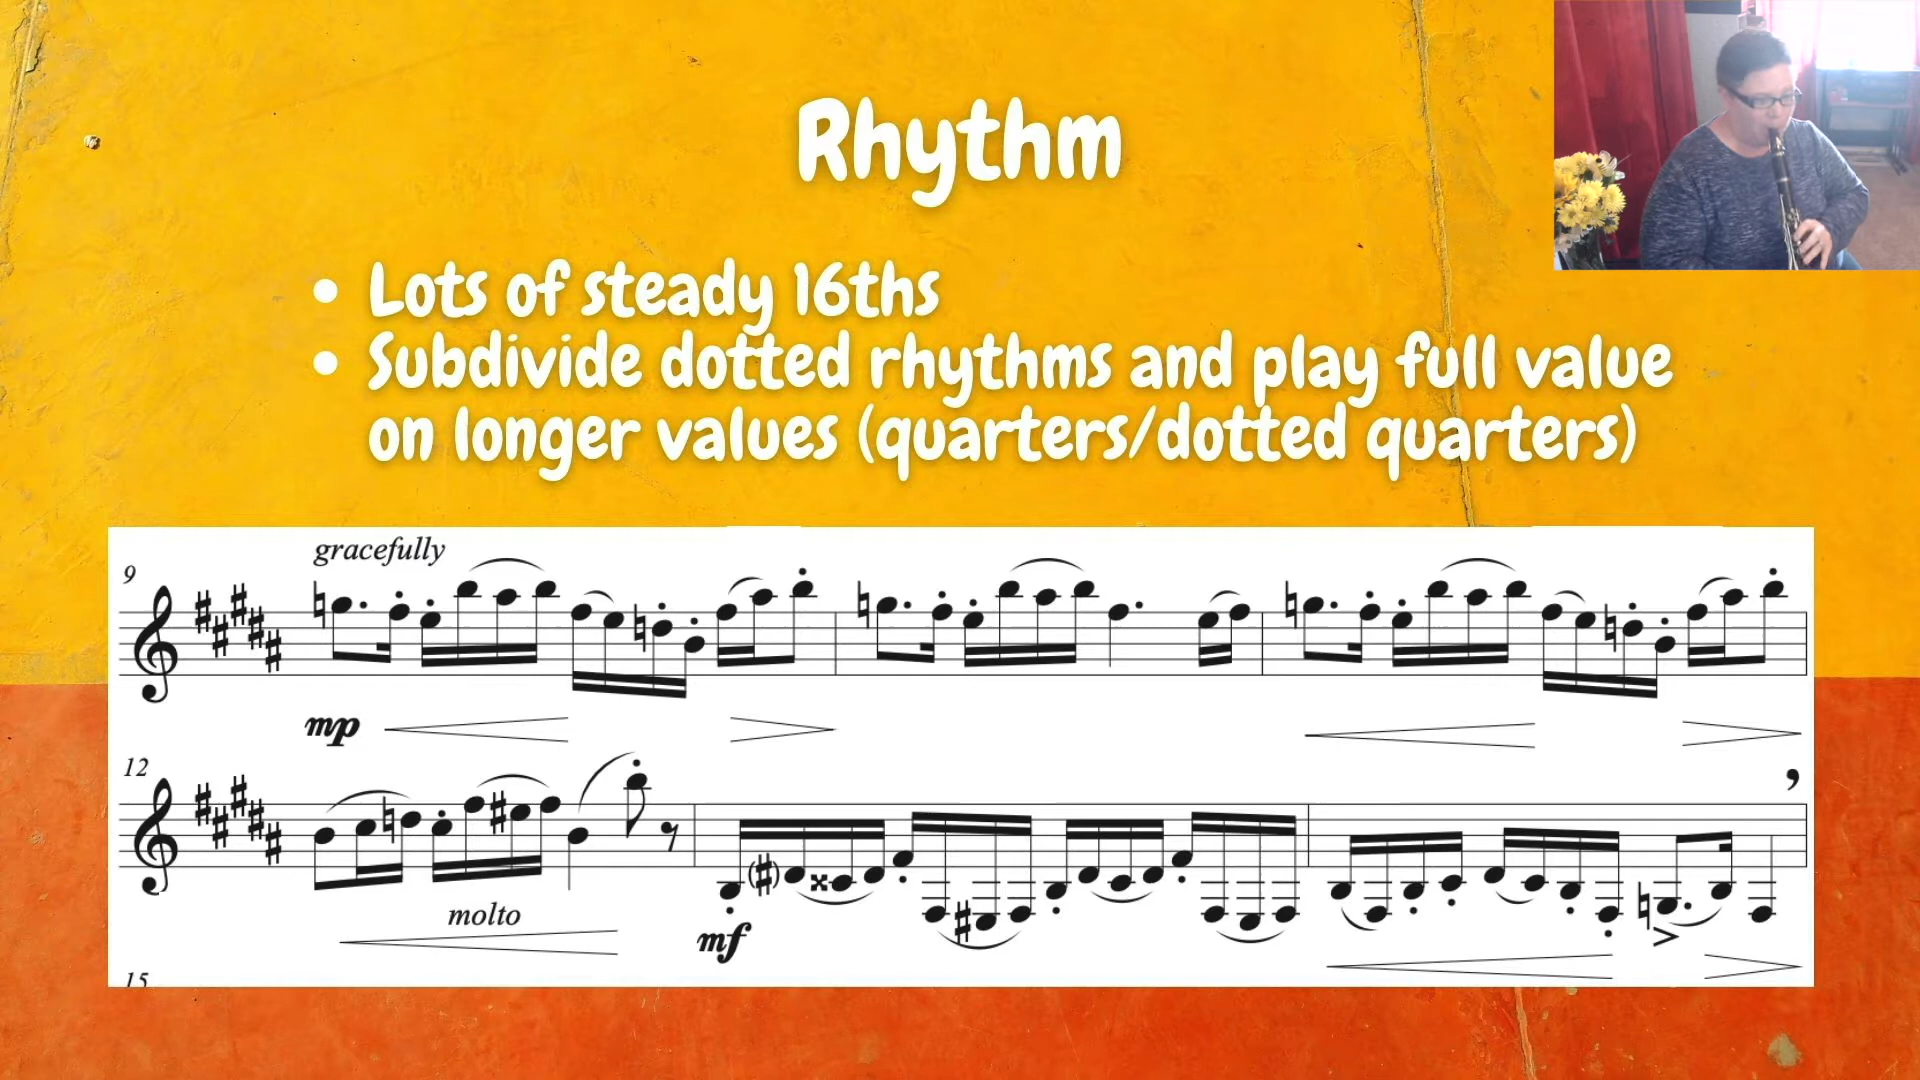 Rhythm
• Lots of steady 16ths
• Subdivide dotted rhythms and play full value
on longer values (quarters/dotted quarters)
gracefully
9
mp
12
molto
mf
15